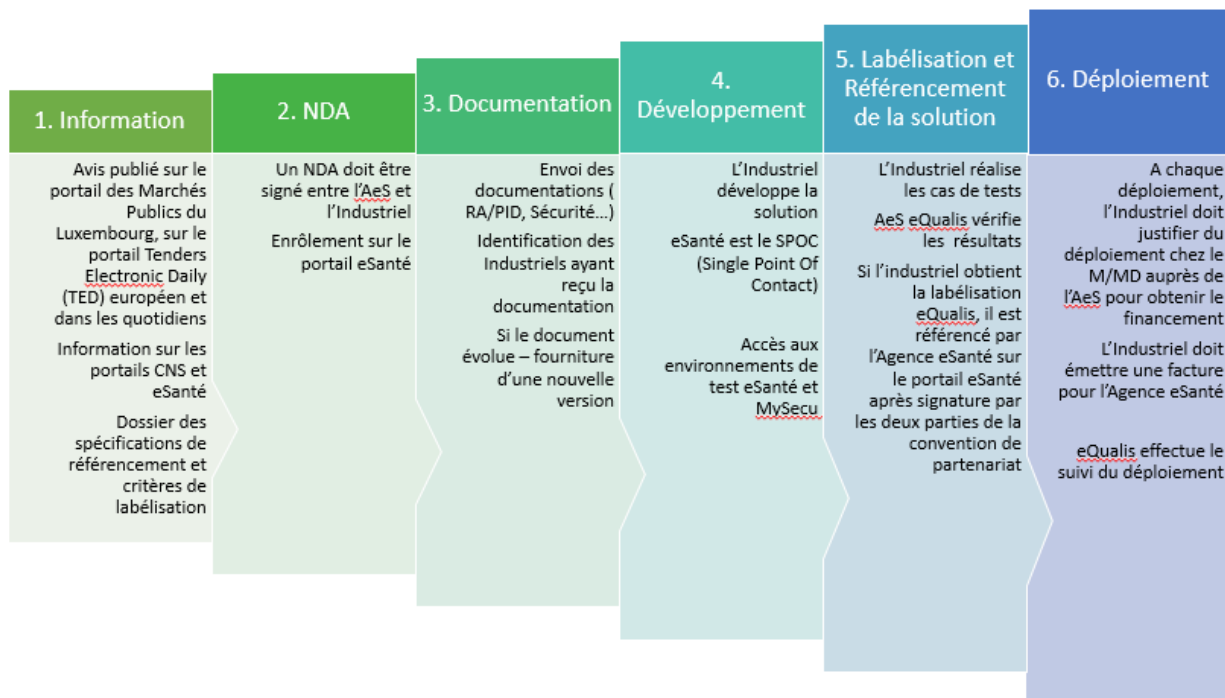 1. Information
Avis publié sur le
portail des Marchés
Publics du
Luxembourg, sur le
portail Tenders
Electronic Daily
(TED) européen et
dans les quotidiens
Information sur les
portails CNS et
eSanté
Dossier des
spécifications de
référencement et
critères de
labélisation
2. NDA
Un NDA doit être
signé entre l'AeS et
l'Industriel
Enrôlement sur le
portail eSanté
3. Documentation
Envoi des
documentations (
RA/PID, Sécurité...)
Identification des
Industriels ayant
reçu la
documentation
Si le document
évolue – fourniture
d'une nouvelle
version
4.
Développement
L'Industriel
développe la
solution
eSanté est le SPOC
(Single Point Of
Contact)
Accès aux
environnements de
test eSanté et
MySecu
5. Labélisation et
Référencement
de la solution
L'Industriel réalise
les cas de tests
AeS eQualis vérifie
les résultats
Si l'industriel obtient
la labélisation
eQualis, il est
référencé par
l'Agence eSanté sur
le portail eSanté
après signature par
les deux parties de la
convention de
partenariat
6. Déploiement
A chaque
déploiement,
l'Industriel doit
justifier du
déploiement chez le
M/MD auprès de
l'AeS pour obtenir le
financement
L'Industriel doit
émettre une facture
pour l'Agence eSanté
eQualis effectue le
suivi du déploiement